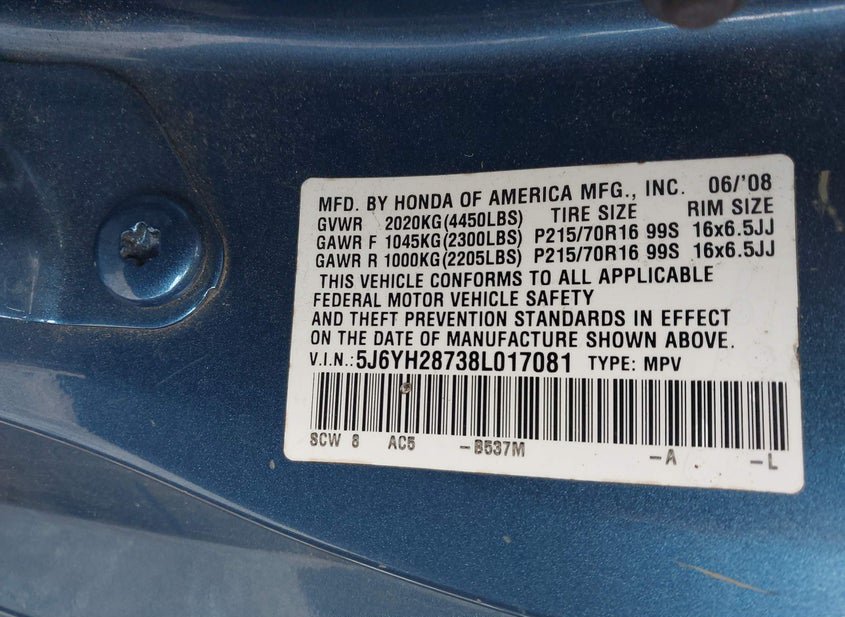 MFD. BY HONDA OF AMERICA MFG., INC. 06/'08
GVWR 2020KG(4450LBS) TIRE SIZE RIM SIZE
GAWR F 1045KG(2300LBS) P215/70R16 99S 16x6.5JJ
GAWR R 1000KG(2205LBS) P215/70R16 99S 16x6.5JJ
THIS VEHICLE CONFORMS TO ALL APPLICABLE
FEDERAL MOTOR VEHICLE SAFETY
AND THEFT PREVENTION STANDARDS IN EFFECT
ON THE DATE OF MANUFACTURE SHOWN ABOVE.
V.I.N.:5J6YH28738L017081 TYPE: MPV
SCW 8 AC5 -B537M -A -L